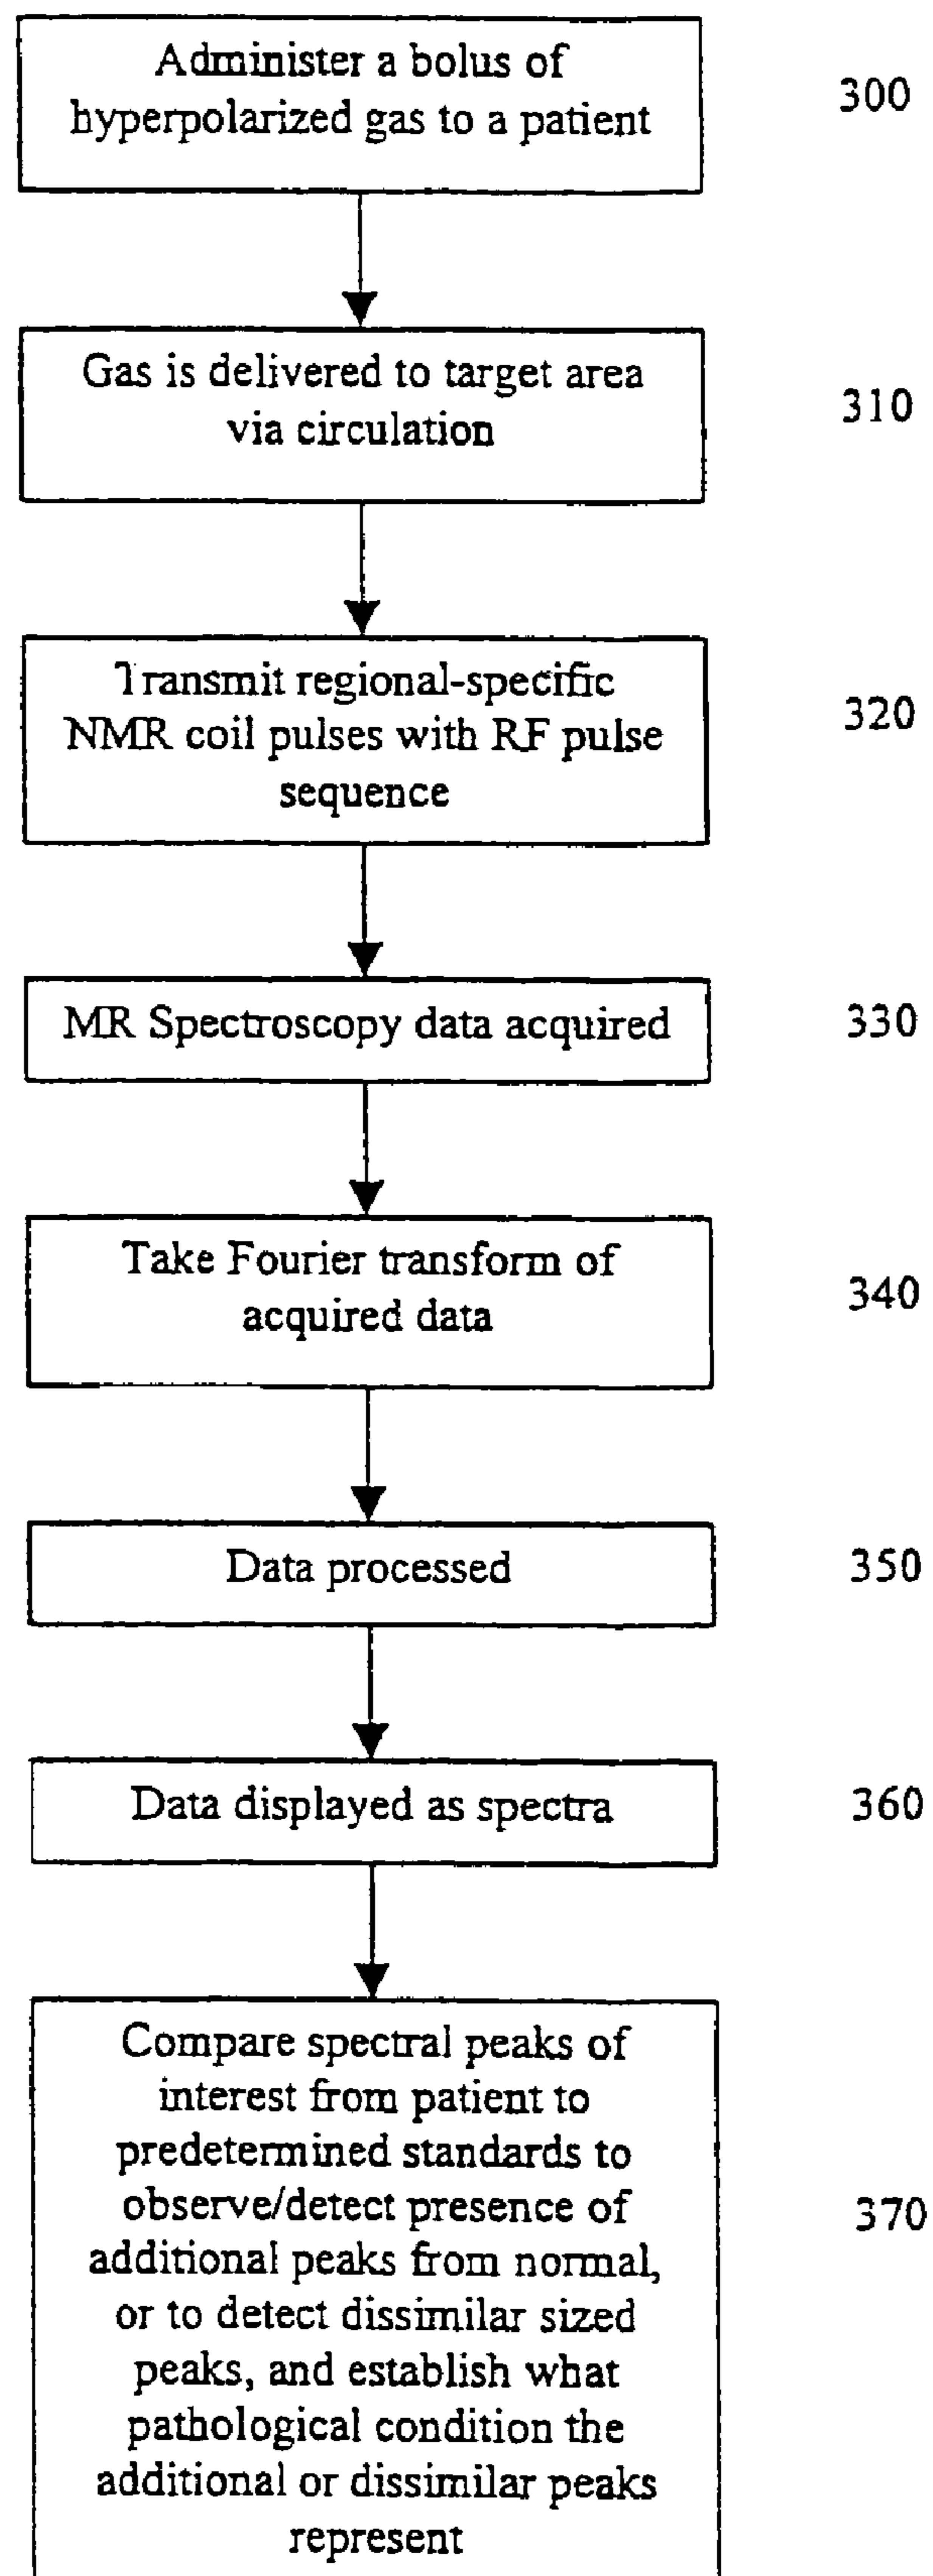 Administer a bolus of
hyperpolarized gas to a patient
300
Gas is delivered to target area
via circulation
310
Transmit regional-specific
NMR coil pulses with RF pulse
sequence
320
MR Spectroscopy data acquired
330
Take Fourier transform of
acquired data
340
Data processed
350
Data displayed as spectra
360
Compare spectral peaks of
interest from patient to
predetermined standards to
observe/detect presence of
additional peaks from normal,
or to detect dissimilar sized
peaks, and establish what
pathological condition the
additional or dissimilar peaks
represent
370